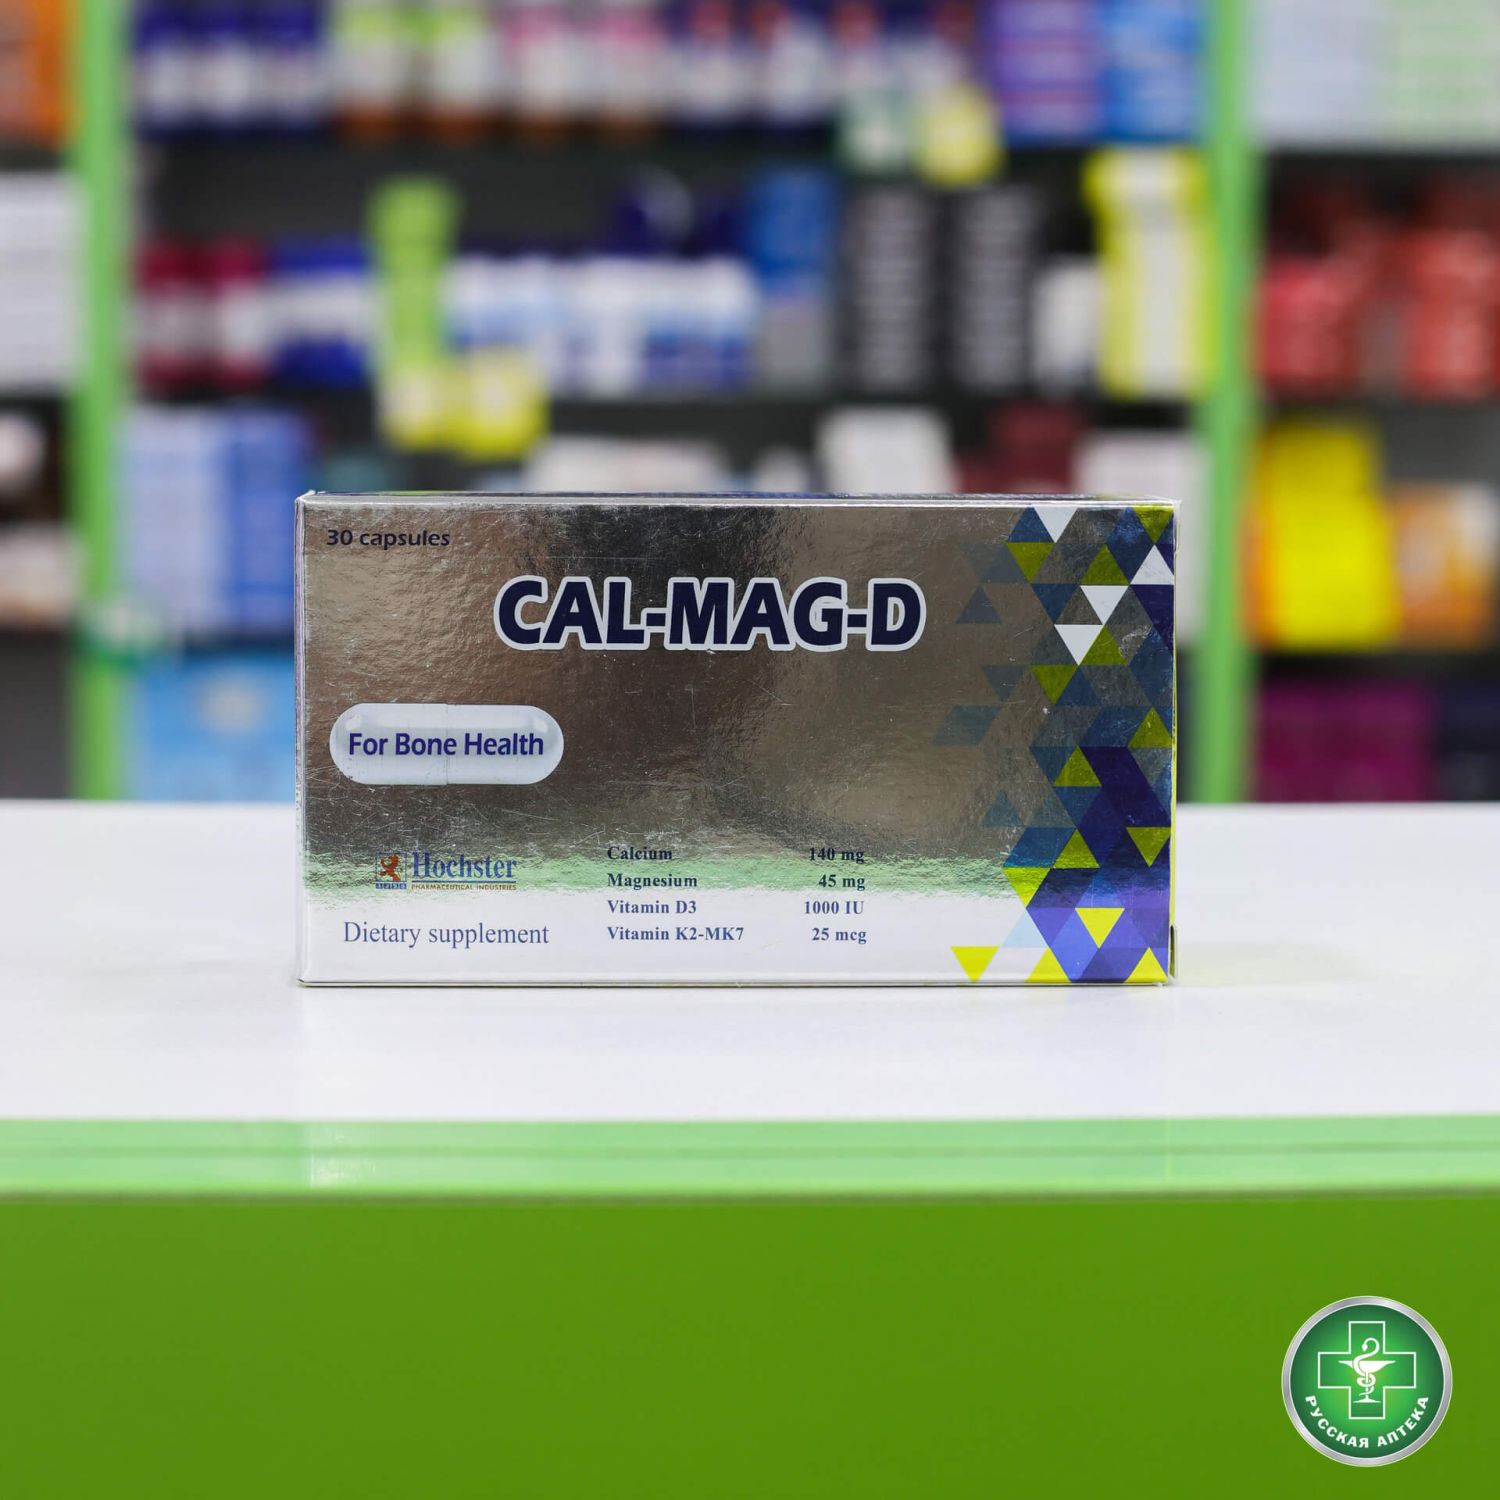 30 capsules
CAL-MAG-D
For Bone Health
Hochster
PHARMACEUTICAL INDUSTRIES
Dietary supplement
Calcium 140 mg
Magnesium 45 mg
Vitamin D3 1000 IU
Vitamin K2-MK7 25 mcg
РУССКАЯ АПТЕКА